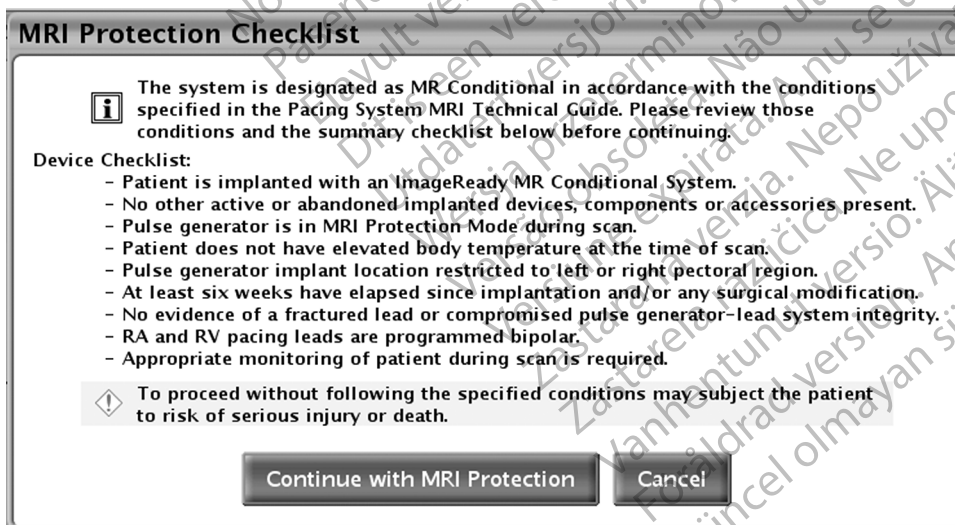 MRI Protection Checklist
The system is designated as MR Conditional in accordance with the conditions
specified in the Pacing System MRI Technical Guide. Please review those
conditions and the summary checklist below before continuing.
Device Checklist:
- Patient is implanted with an ImageReady MR Conditional System.
- No other active or abandoned implanted devices, components or accessories present.
- Pulse generator is in MRI Protection Mode during scan.
- Patient does not have elevated body temperature at the time of scan.
- Pulse generator implant location restricted to left or right pectoral region.
- At least six weeks have elapsed since implantation and/or any surgical modification.
- No evidence of a fractured lead or compromised pulse generator-lead system integrity.
- RA and RV pacing leads are programmed bipolar.
- Appropriate monitoring of patient during scan is required.
To proceed without following the specified conditions may subject the patient
to risk of serious injury or death.
Continue with MRI Protection
Cancel